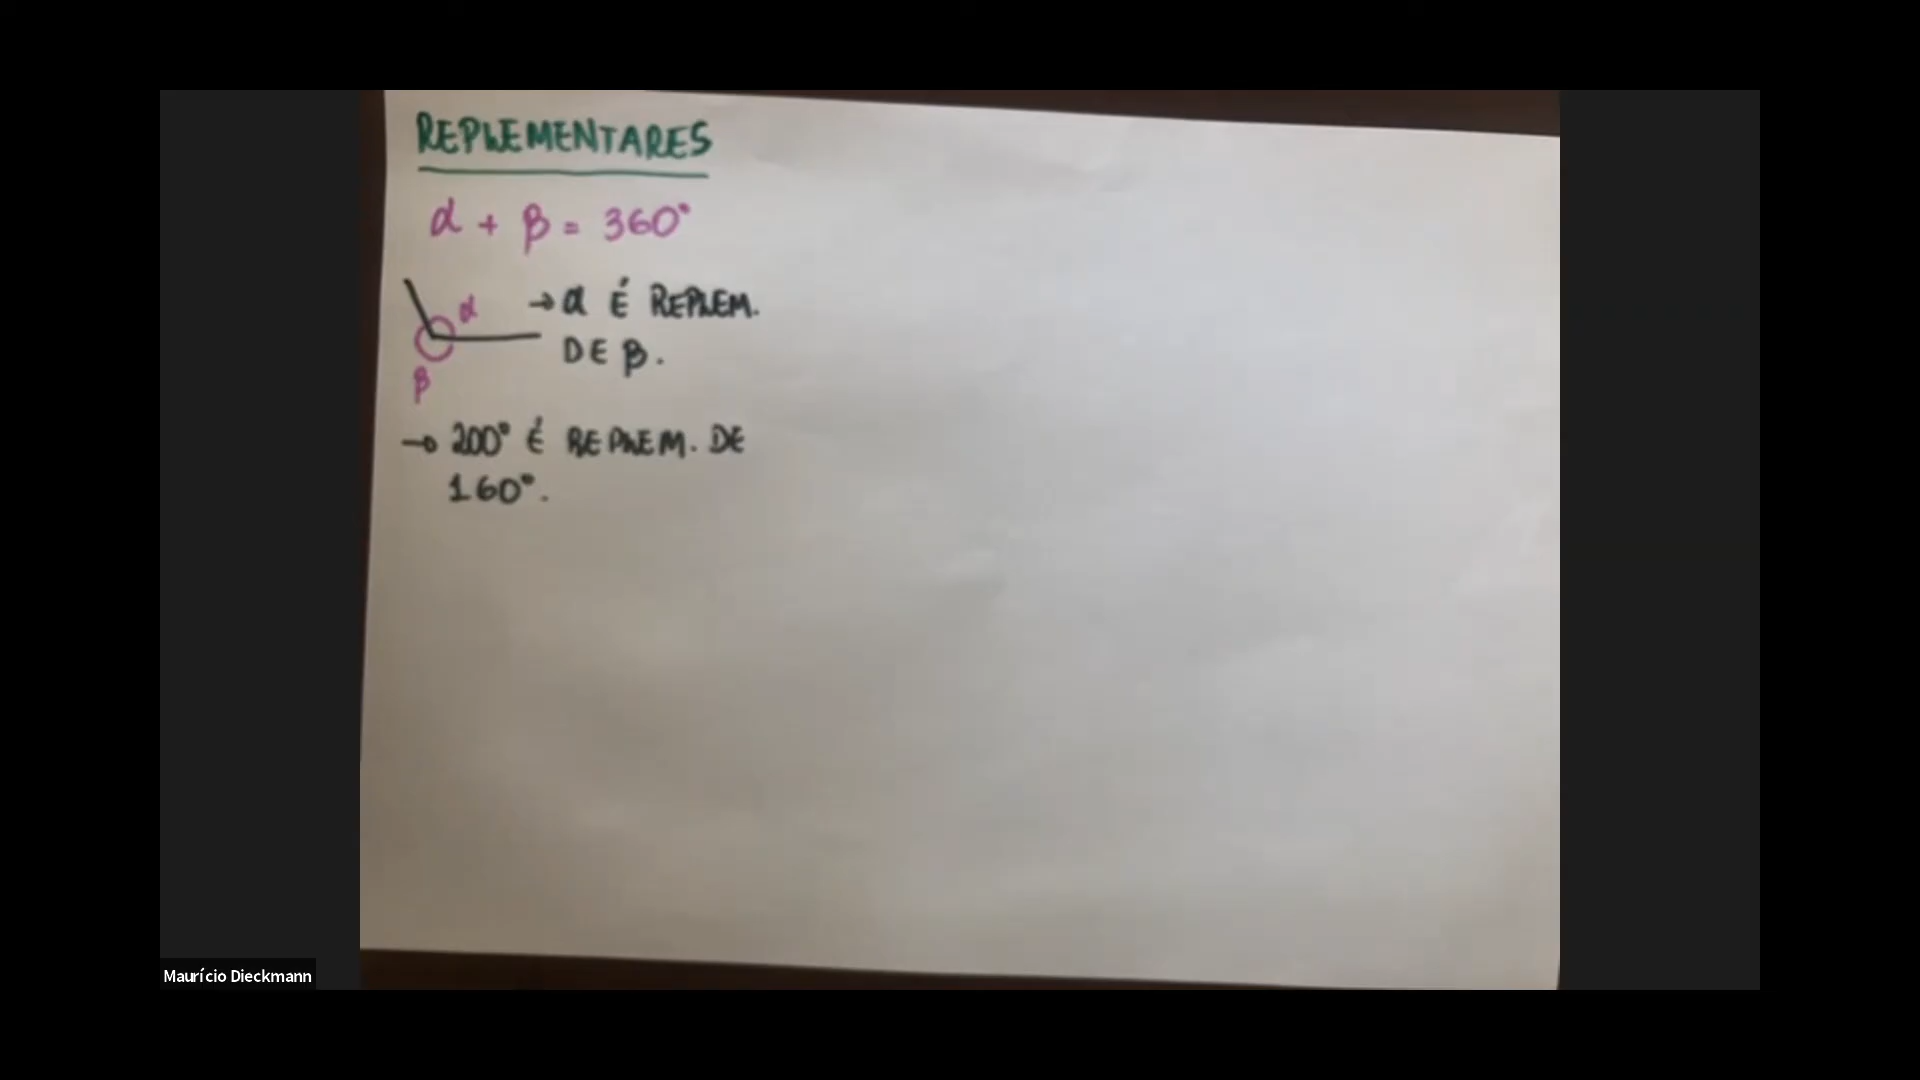 REPLEMENTARES
α + β = 360°
α
→ α É REPLEM.
DE β.
β
→ 200° É REPLEM. DE
160°.
Maurício Dieckmann